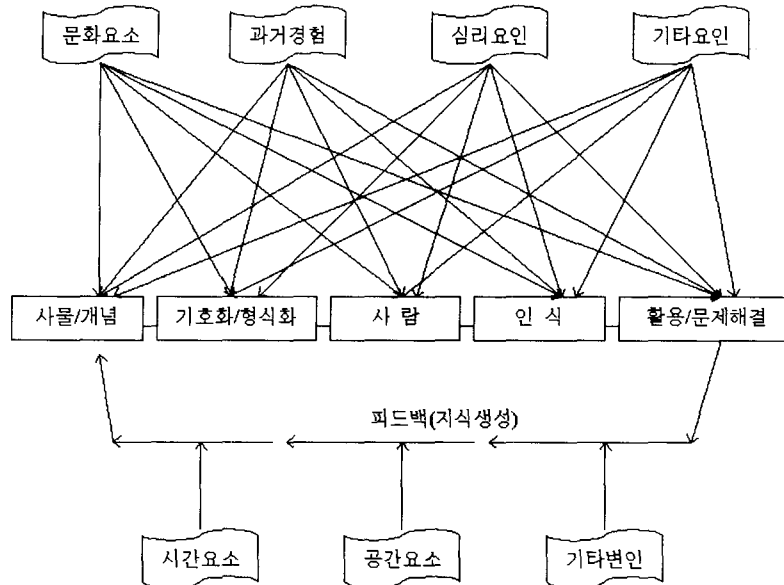 문화요소 과거경험 심리요인 기타요인
사물/개념 기호화/형식화 사 람 인 식 활용/문제해결
피드백(지식생성)
시간요소 공간요소 기타변인